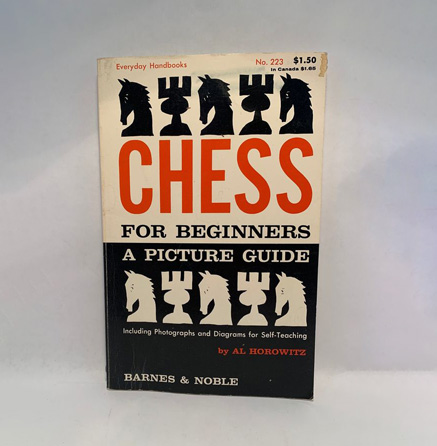 Everyday Handbooks No. 223 $1.50
In Canada $1.65
CHESS
FOR BEGINNERS
A PICTURE GUIDE
Including Photographs and Diagrams for Self-Teaching
by AL HOROWITZ
BARNES & NOBLE